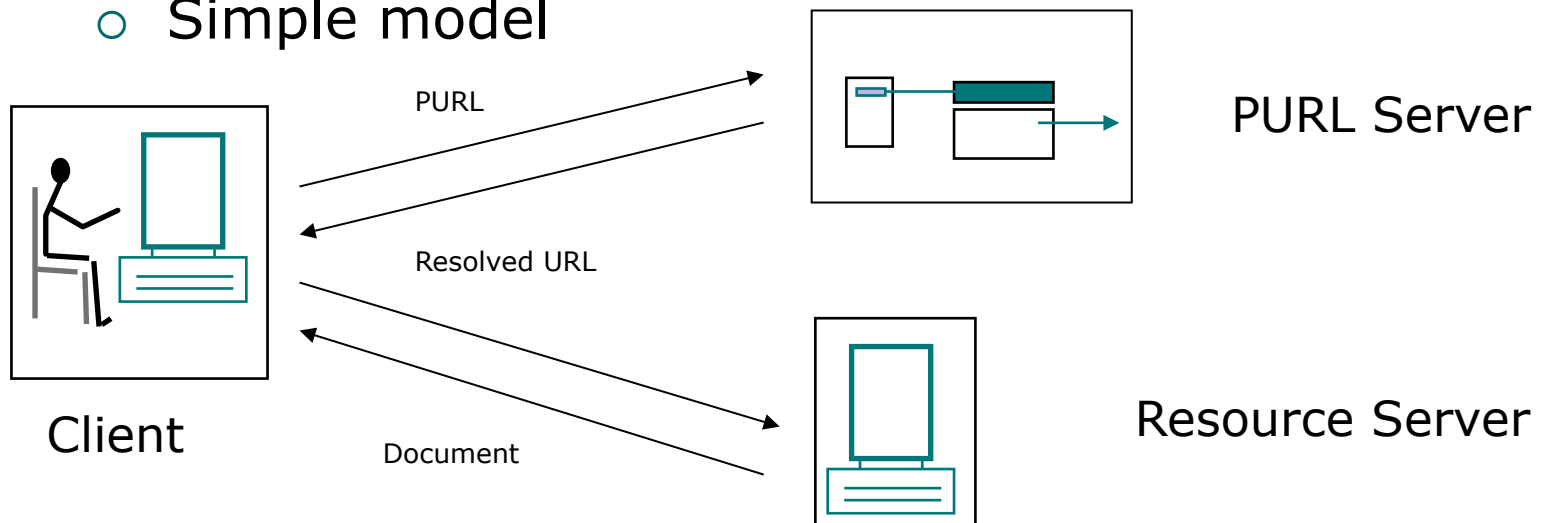 Simple model
PURL
PURL Server
Resolved URL
Client
Document
Resource Server